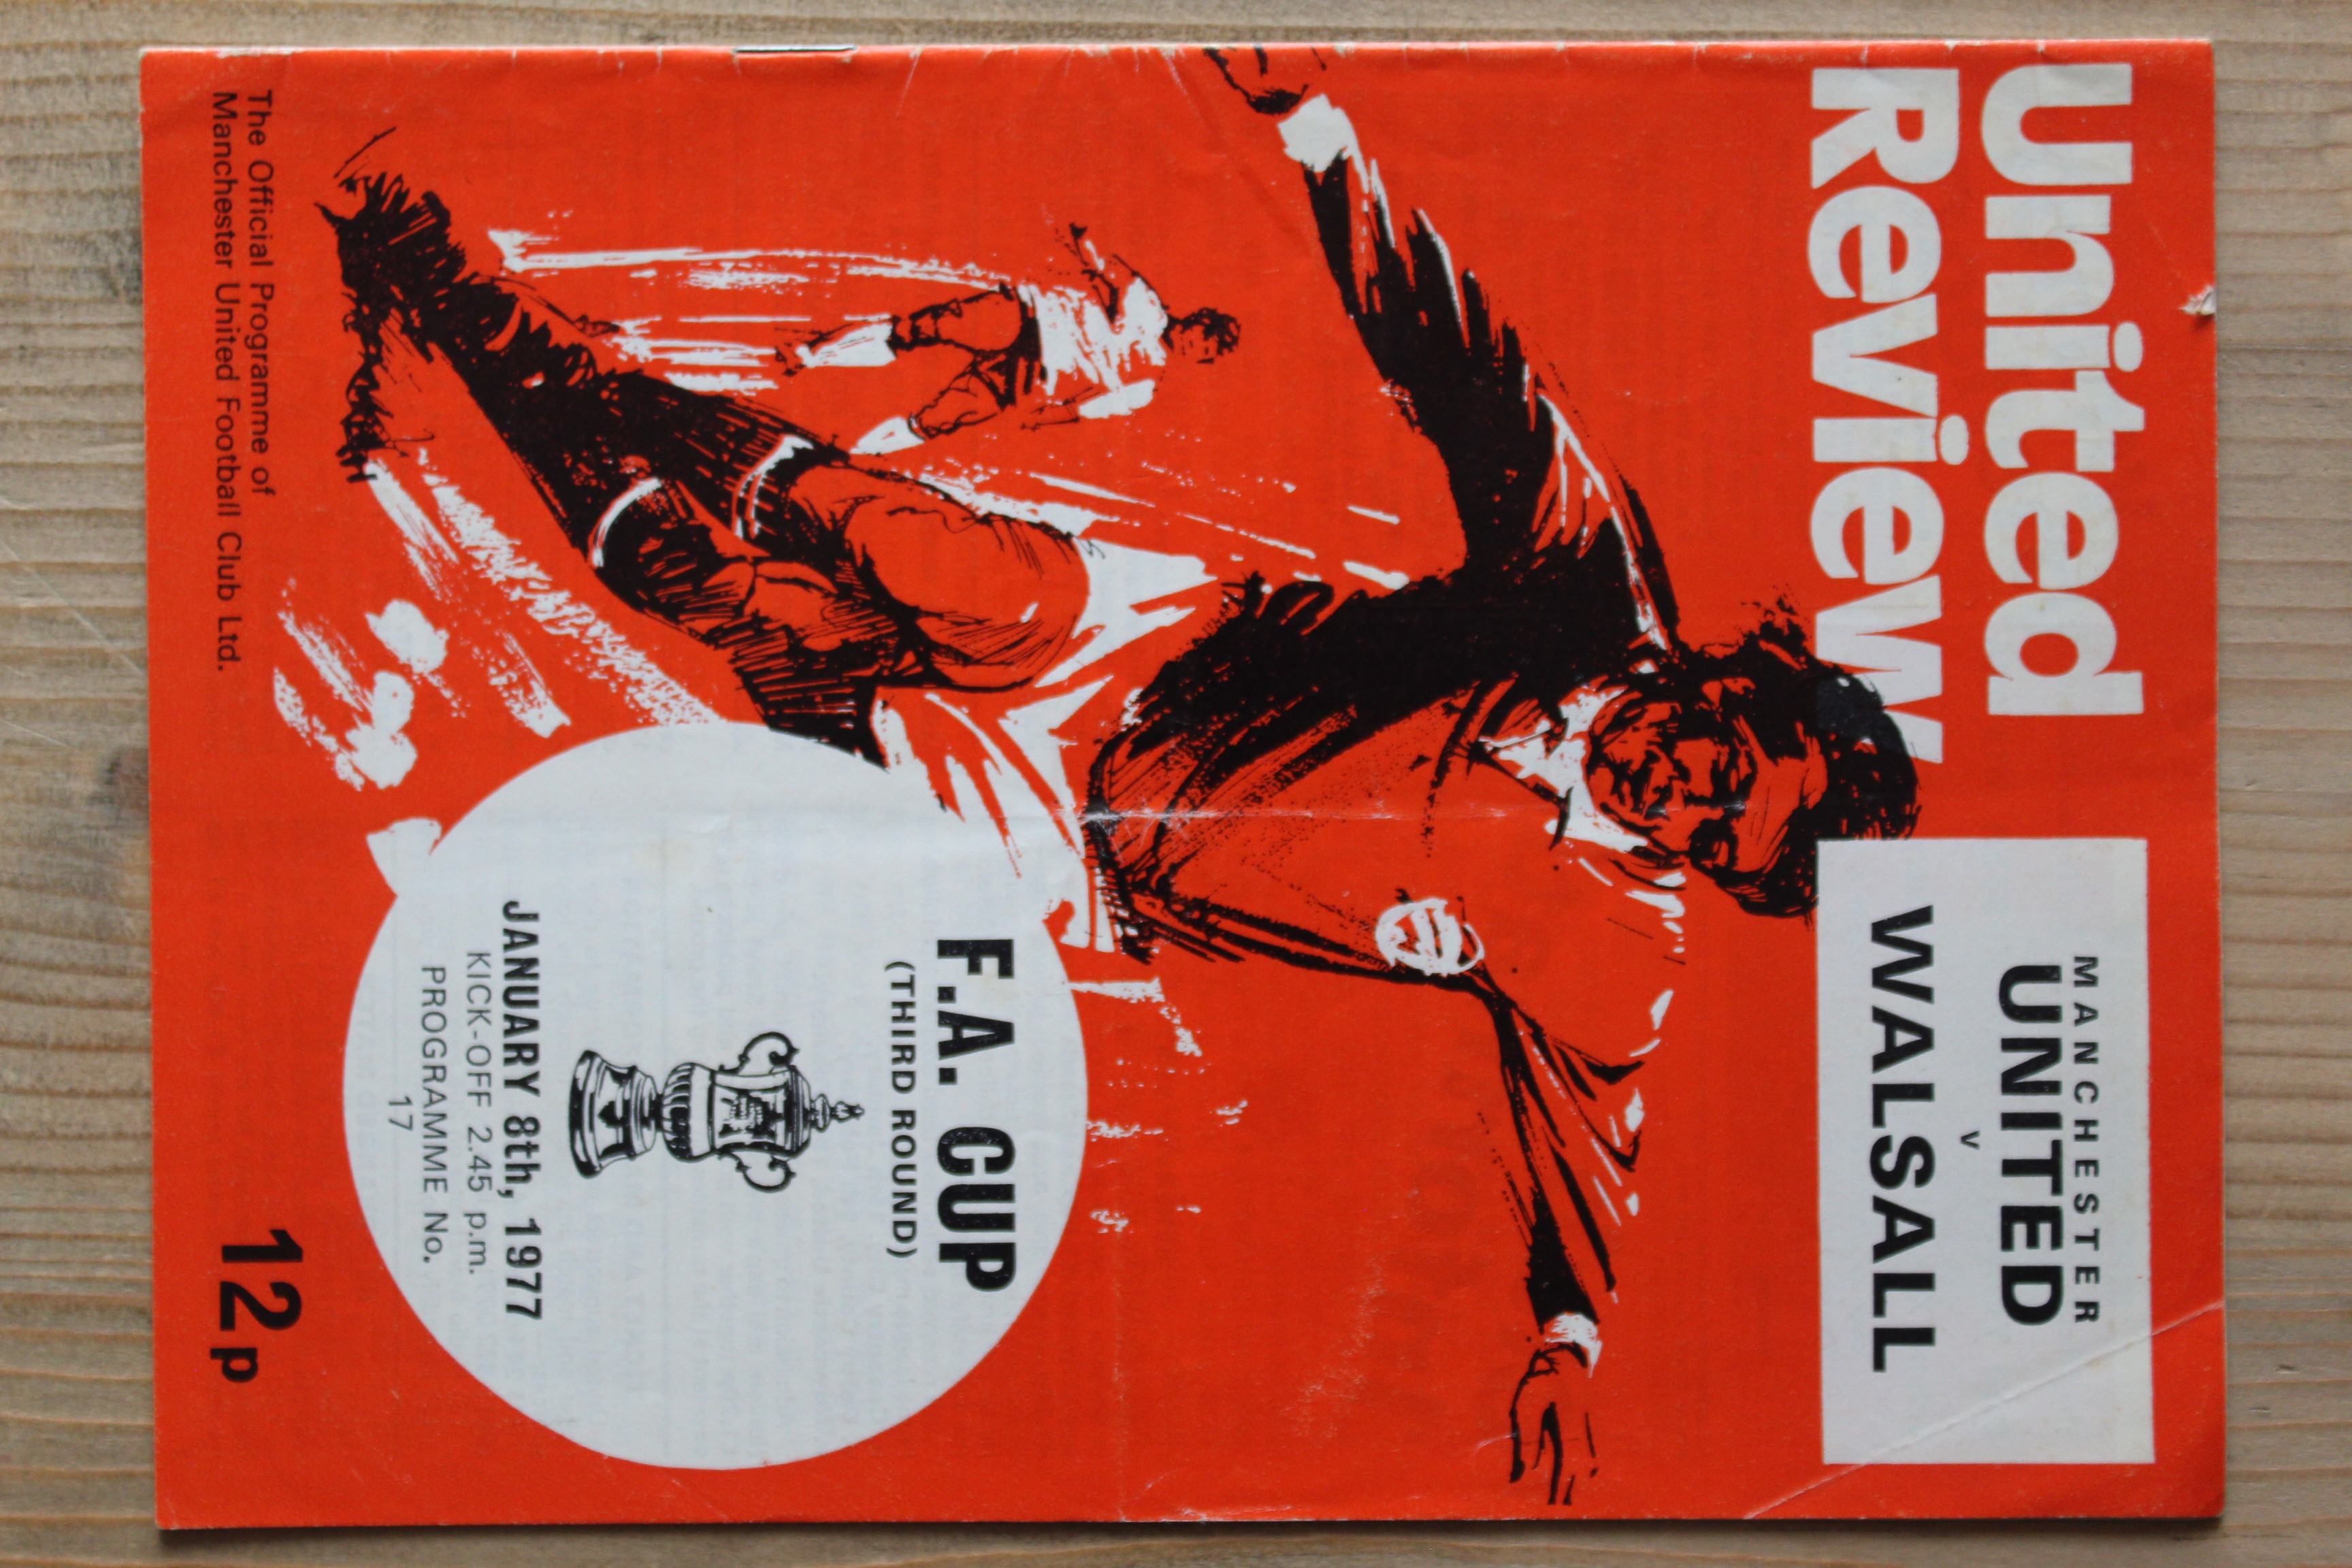 United
Review
MANCHESTER
UNITED
v
WALSALL
F.A. CUP
(THIRD ROUND)
JANUARY 8th, 1977
KICK-OFF 2.45 p.m.
PROGRAMME No.
17
The Official Programme of
Manchester United Football Club Ltd.
12p